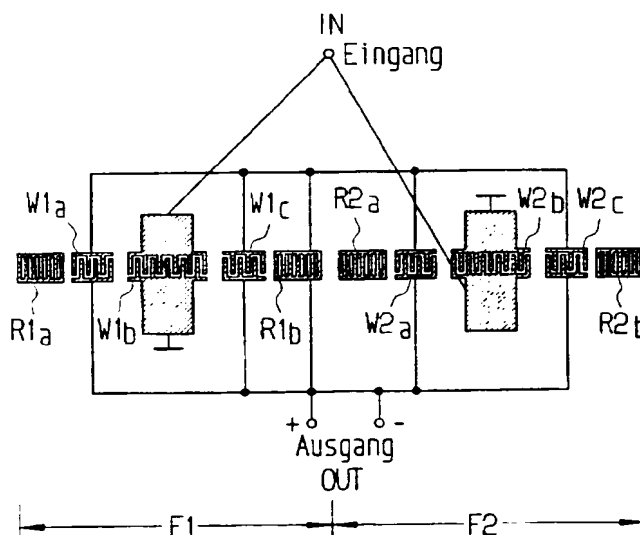 IN
Eingang
W1a
W1c
R2a
W2b
W2c
R1a
W1b
R1b
W2a
R2b
+ Ausgang -
OUT
F1
F2